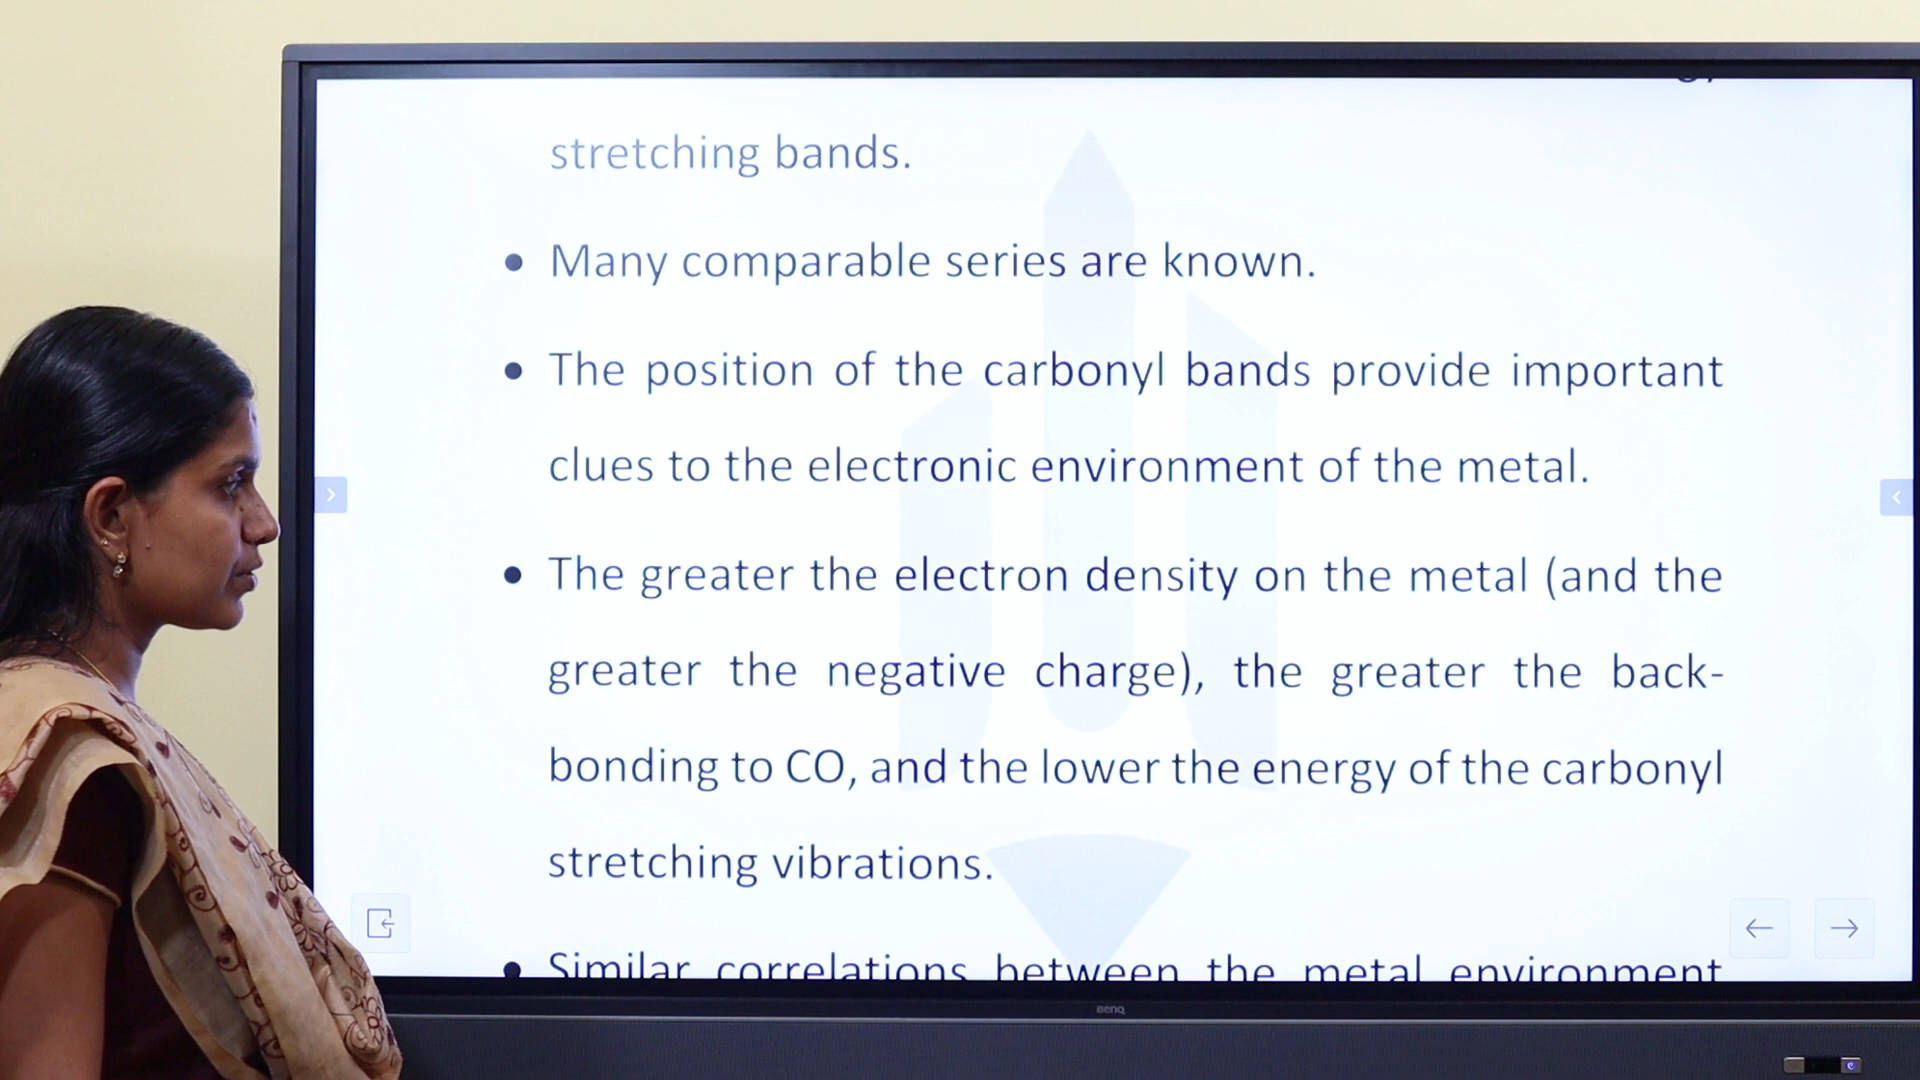 stretching bands.
• Many comparable series are known.
• The position of the carbonyl bands provide important
clues to the electronic environment of the metal.
• The greater the electron density on the metal (and the
greater the negative charge), the greater the back-
bonding to CO, and the lower the energy of the carbonyl
stretching vibrations.
• Similar correlations between the metal environment
BenQ